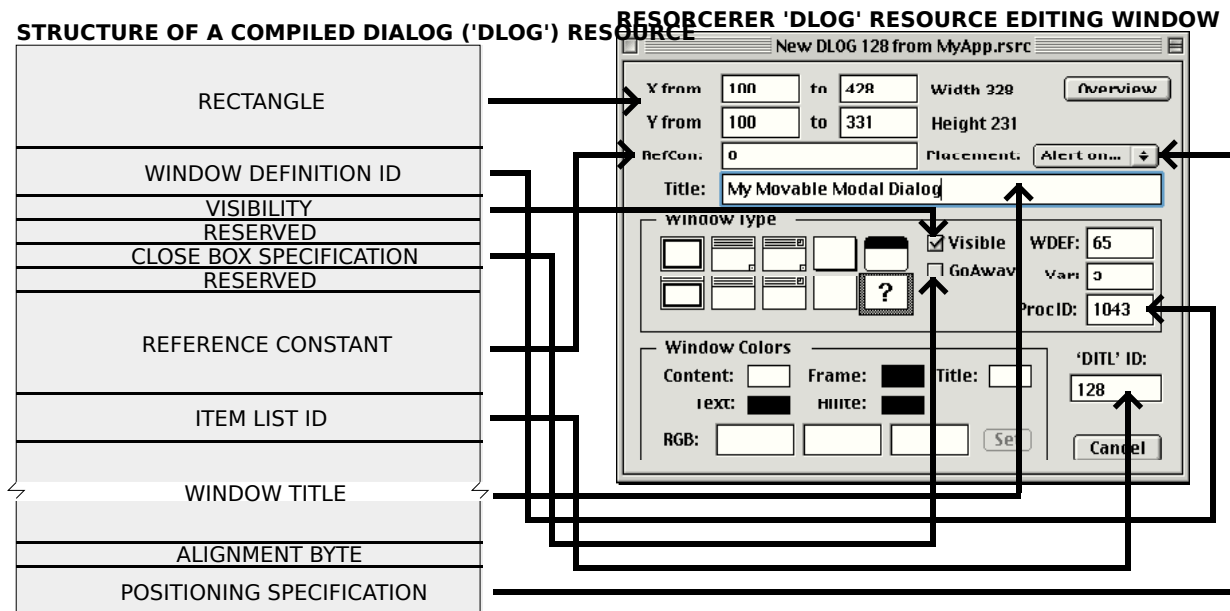 STRUCTURE OF A COMPILED DIALOG ('DLOG') RESOURCE
RECTANGLE
WINDOW DEFINITION ID
VISIBILITY
RESERVED
CLOSE BOX SPECIFICATION
RESERVED
REFERENCE CONSTANT
ITEM LIST ID
WINDOW TITLE
ALIGNMENT BYTE
POSITIONING SPECIFICATION
RESORCERER 'DLOG' RESOURCE EDITING WINDOW
New DLOG 128 from MyApp.rsrc
X from 100 to 428 Width 328 Overview
Y from 100 to 331 Height 231
RefCon: 0 Placement: Alert on...
Title: My Movable Modal Dialog
Window Type
Visible WDEF: 65
GoAway Var: 3
?
ProcID: 1043
Window Colors
'DITL' ID:
Content: Frame: Title:
128
Text: Hilite:
RGB: Set
Cancel